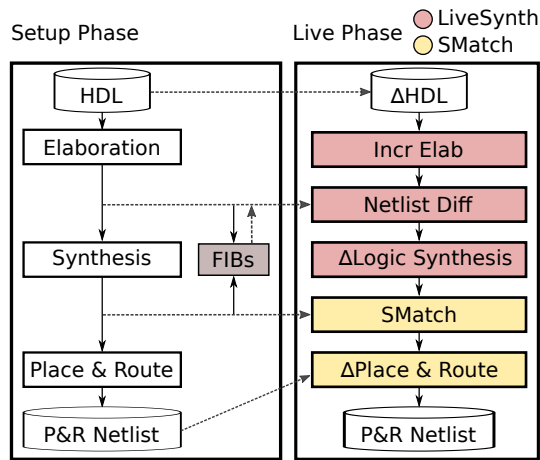 Setup Phase
Live Phase
LiveSynth
SMatch
HDL
Elaboration
Synthesis
FIBs
Place & Route
P&R Netlist
ΔHDL
Incr Elab
Netlist Diff
ΔLogic Synthesis
SMatch
ΔPlace & Route
P&R Netlist